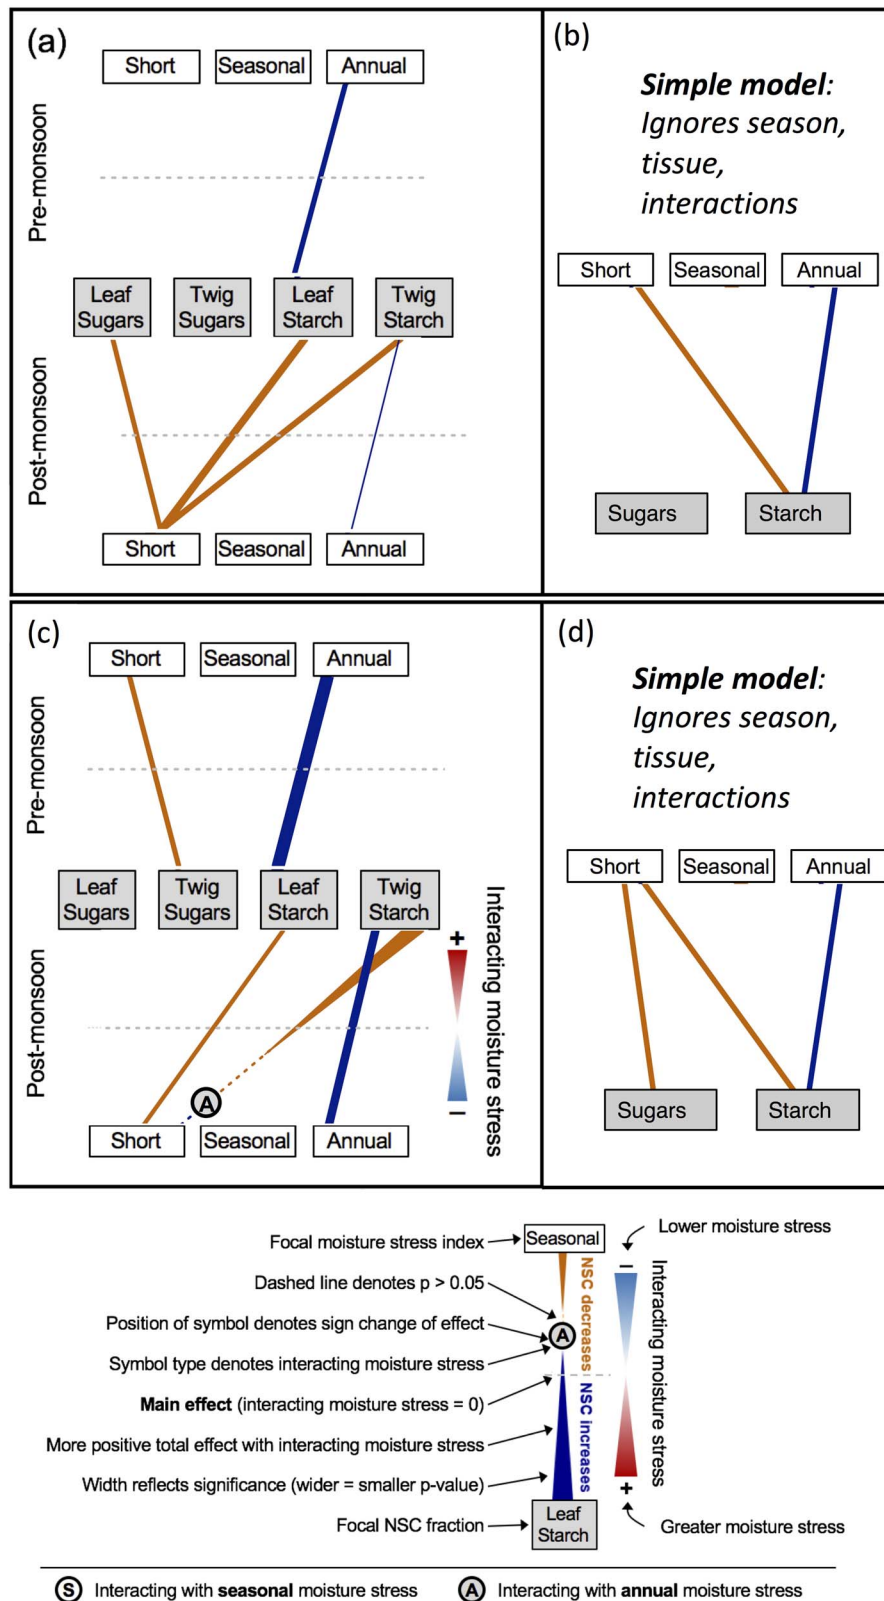 (a)
Short
Seasonal
Annual
Pre-monsoon
Leaf
Sugars
Twig
Sugars
Leaf
Starch
Twig
Starch
Post-monsoon
Short
Seasonal
Annual
(b)
Simple model:
Ignores season,
tissue,
interactions
Short
Seasonal
Annual
Sugars
Starch
(c)
Short
Seasonal
Annual
Pre-monsoon
Leaf
Sugars
Twig
Sugars
Leaf
Starch
Twig
Starch
Post-monsoon
A
Short
Seasonal
Annual
+
−
Interacting moisture stress
(d)
Simple model:
Ignores season,
tissue,
interactions
Short
Seasonal
Annual
Sugars
Starch
Focal moisture stress index
Dashed line denotes p > 0.05
Position of symbol denotes sign change of effect
Symbol type denotes interacting moisture stress
Main effect (interacting moisture stress = 0)
More positive total effect with interacting moisture stress
Width reflects significance (wider = smaller p-value)
Focal NSC fraction
Seasonal
A
NSC decreases
NSC increases
Leaf
Starch
Lower moisture stress
−
Interacting moisture stress
+
Greater moisture stress
S Interacting with seasonal moisture stress
A Interacting with annual moisture stress